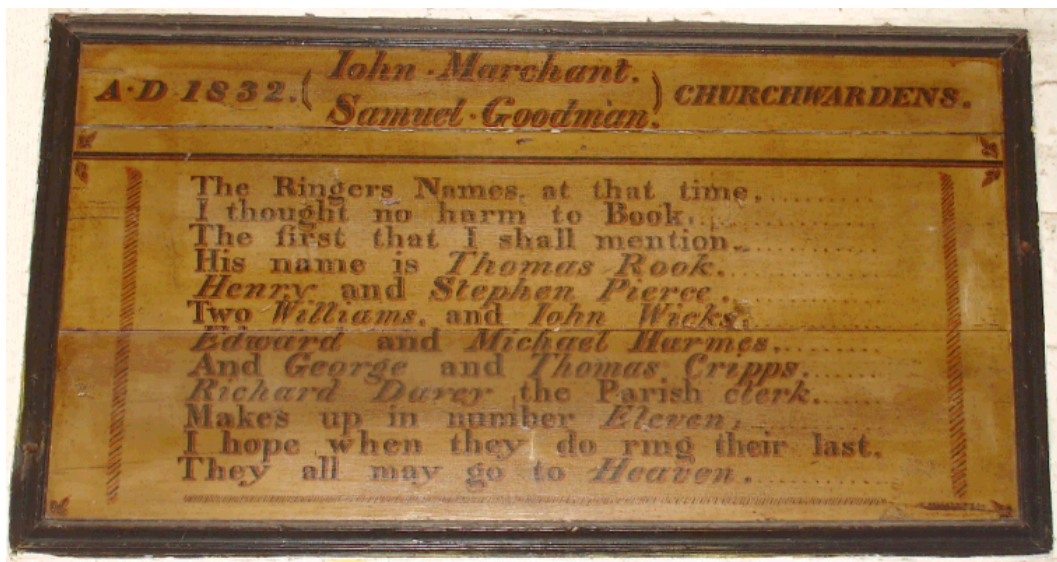 A·D 1832. ( Iohn · Marchant. Samuel · Goodman. ) CHURCHWARDENS.
The Ringers Names, at that time,
I thought no harm to Book.
The first that I shall mention.
His name is Thomas Rook.
Henry and Stephen Pierce.
Two Williams, and Iohn Wicks,
Edward and Michael Harmes.
And George and Thomas Cripps.
Richard Davey the Parish clerk.
Makes up in number Eleven,
I hope when they do ring their last.
They all may go to Heaven.